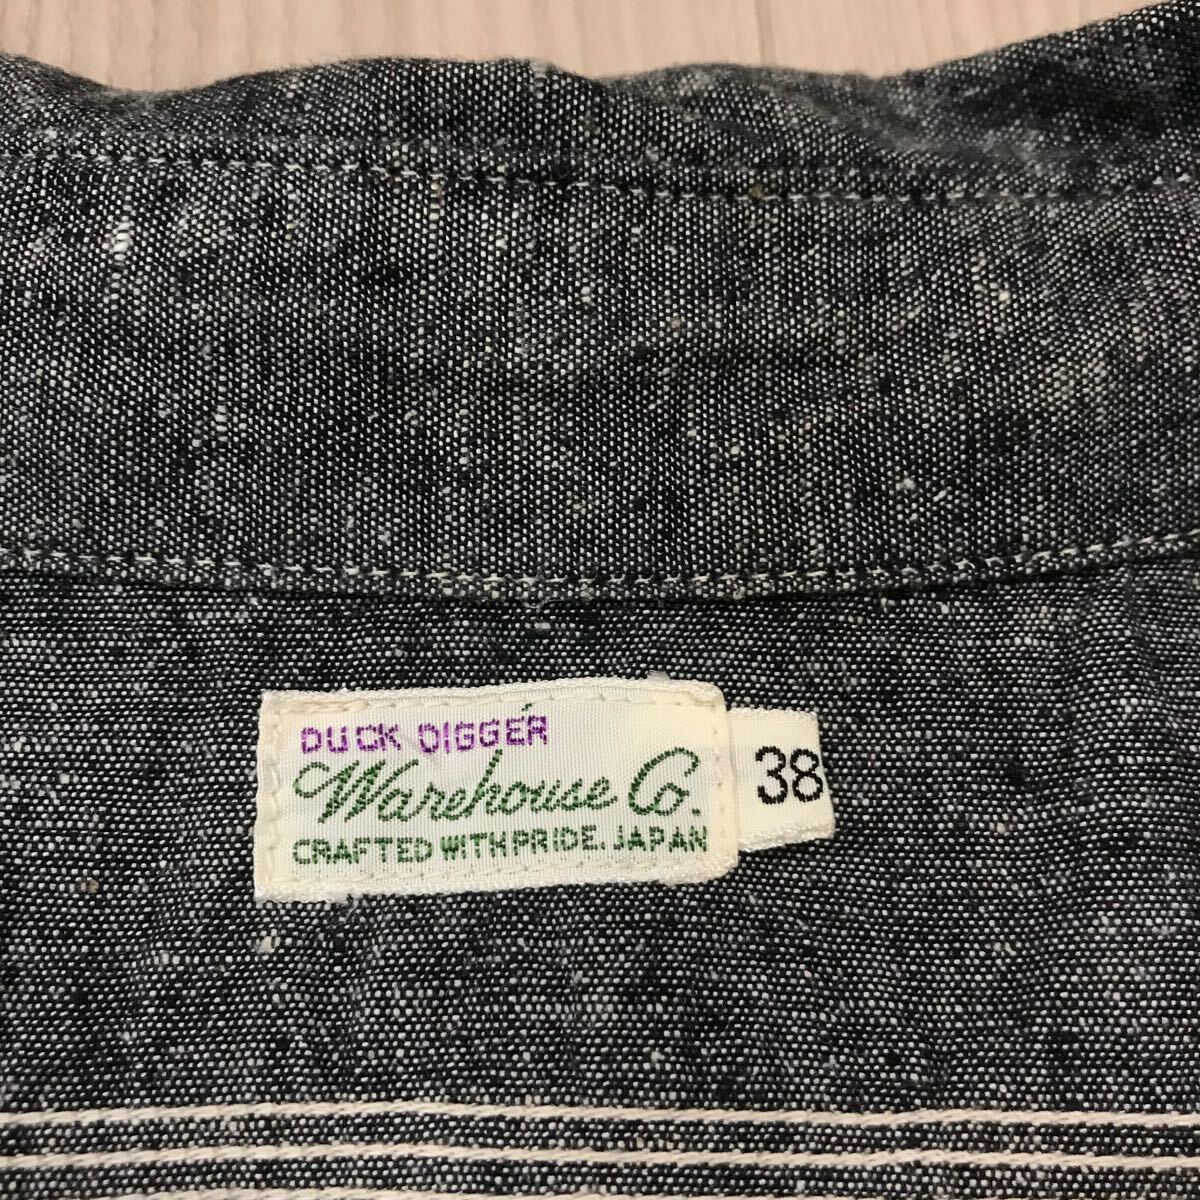 DUCK DIGGER
Warehouse Co.
CRAFTED WITH PRIDE. JAPAN
38